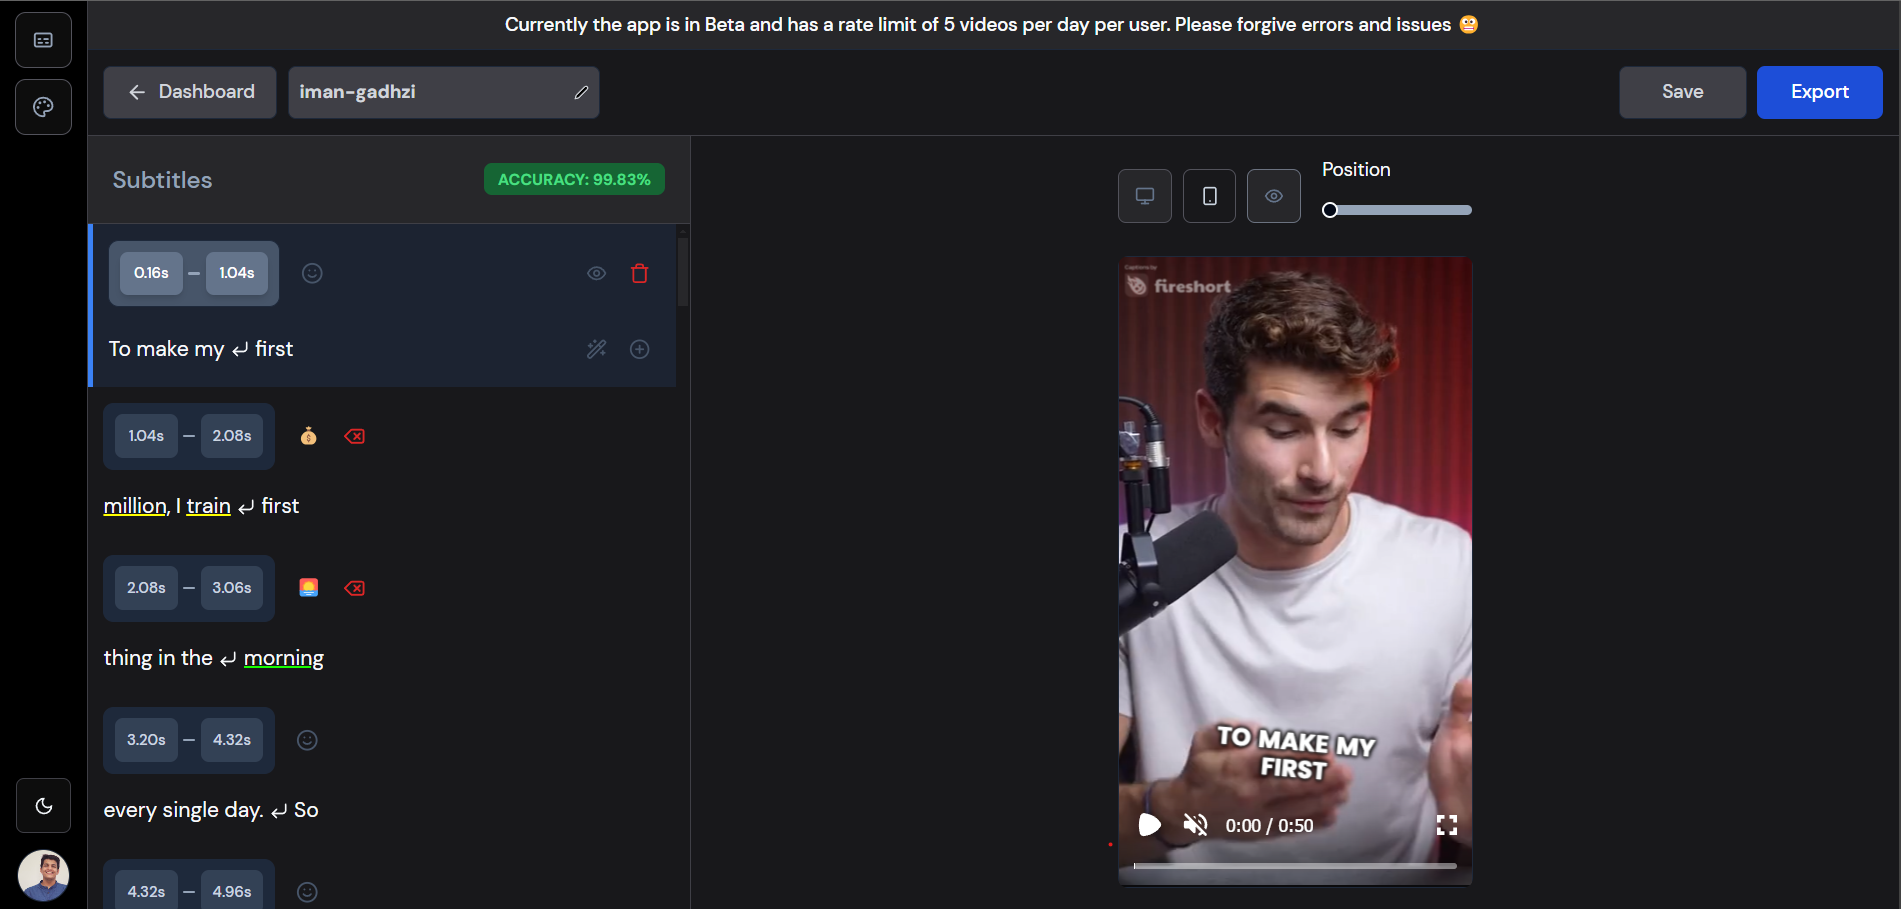 Currently the app is in Beta and has a rate limit of 5 videos per day per user. Please forgive errors and issues 😬
Dashboard
iman-gadhzi
Save
Export
Subtitles
ACCURACY: 99.83%
0.16s – 1.04s
To make my ↵ first
1.04s – 2.08s
million, I train ↵ first
2.08s – 3.06s
thing in the ↵ morning
3.20s – 4.32s
every single day. ↵ So
4.32s – 4.96s
Position
Captions by
fireshort
TO MAKE MY
FIRST
0:00 / 0:50